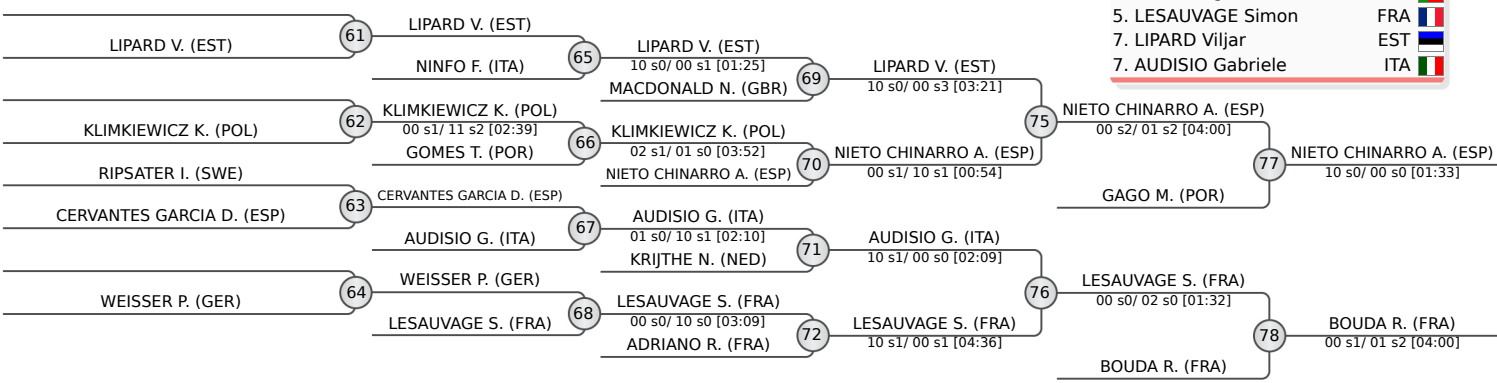 5. LESAUVAGE Simon FRA
7. LIPARD Viljar EST
7. AUDISIO Gabriele ITA
LIPARD V. (EST)
61
KLIMKIEWICZ K. (POL)
62
RIPSATER I. (SWE)
CERVANTES GARCIA D. (ESP)
63
WEISSER P. (GER)
64
LIPARD V. (EST)
NINFO F. (ITA)
65
KLIMKIEWICZ K. (POL)
00 s1/ 11 s2 [02:39]
GOMES T. (POR)
66
CERVANTES GARCIA D. (ESP)
AUDISIO G. (ITA)
67
WEISSER P. (GER)
LESAUVAGE S. (FRA)
68
LIPARD V. (EST)
10 s0/ 00 s1 [01:25]
MACDONALD N. (GBR)
69
KLIMKIEWICZ K. (POL)
02 s1/ 01 s0 [03:52]
NIETO CHINARRO A. (ESP)
70
AUDISIO G. (ITA)
01 s0/ 10 s1 [02:10]
KRIJTHE N. (NED)
71
LESAUVAGE S. (FRA)
00 s0/ 10 s0 [03:09]
ADRIANO R. (FRA)
72
LIPARD V. (EST)
10 s0/ 00 s3 [03:21]
NIETO CHINARRO A. (ESP)
00 s1/ 10 s1 [00:54]
75
AUDISIO G. (ITA)
10 s1/ 00 s0 [02:09]
LESAUVAGE S. (FRA)
10 s1/ 00 s1 [04:36]
76
NIETO CHINARRO A. (ESP)
00 s2/ 01 s2 [04:00]
GAGO M. (POR)
77
LESAUVAGE S. (FRA)
00 s0/ 02 s0 [01:32]
BOUDA R. (FRA)
78
NIETO CHINARRO A. (ESP)
10 s0/ 00 s0 [01:33]
BOUDA R. (FRA)
00 s1/ 01 s2 [04:00]